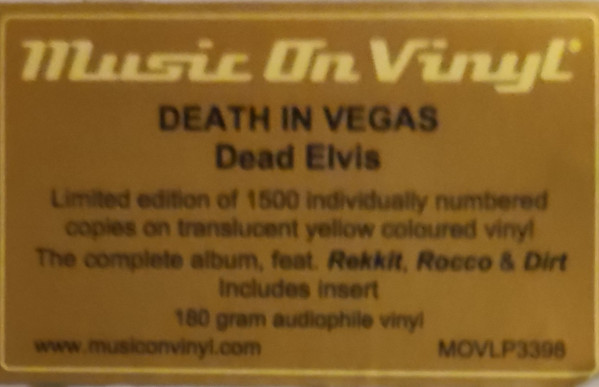 Music On Vinyl®
DEATH IN VEGAS
Dead Elvis
Limited edition of 1500 individually numbered
copies on translucent yellow coloured vinyl
The complete album, feat. Rekkit, Rocco & Dirt
Includes insert
180 gram audiophile vinyl
www.musiconvinyl.com
MOVLP3398